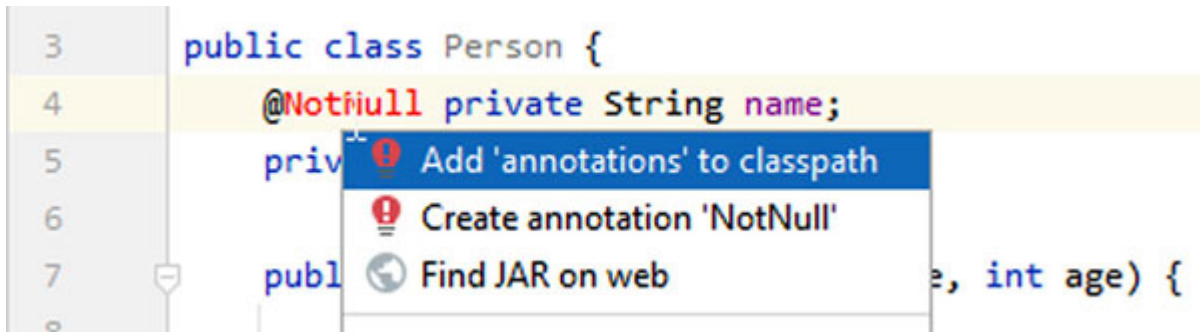 3 public class Person {
4 @NotNull private String name;
5 priv
Add 'annotations' to classpath
6
Create annotation 'NotNull'
7 publ e, int age) {
Find JAR on web
8